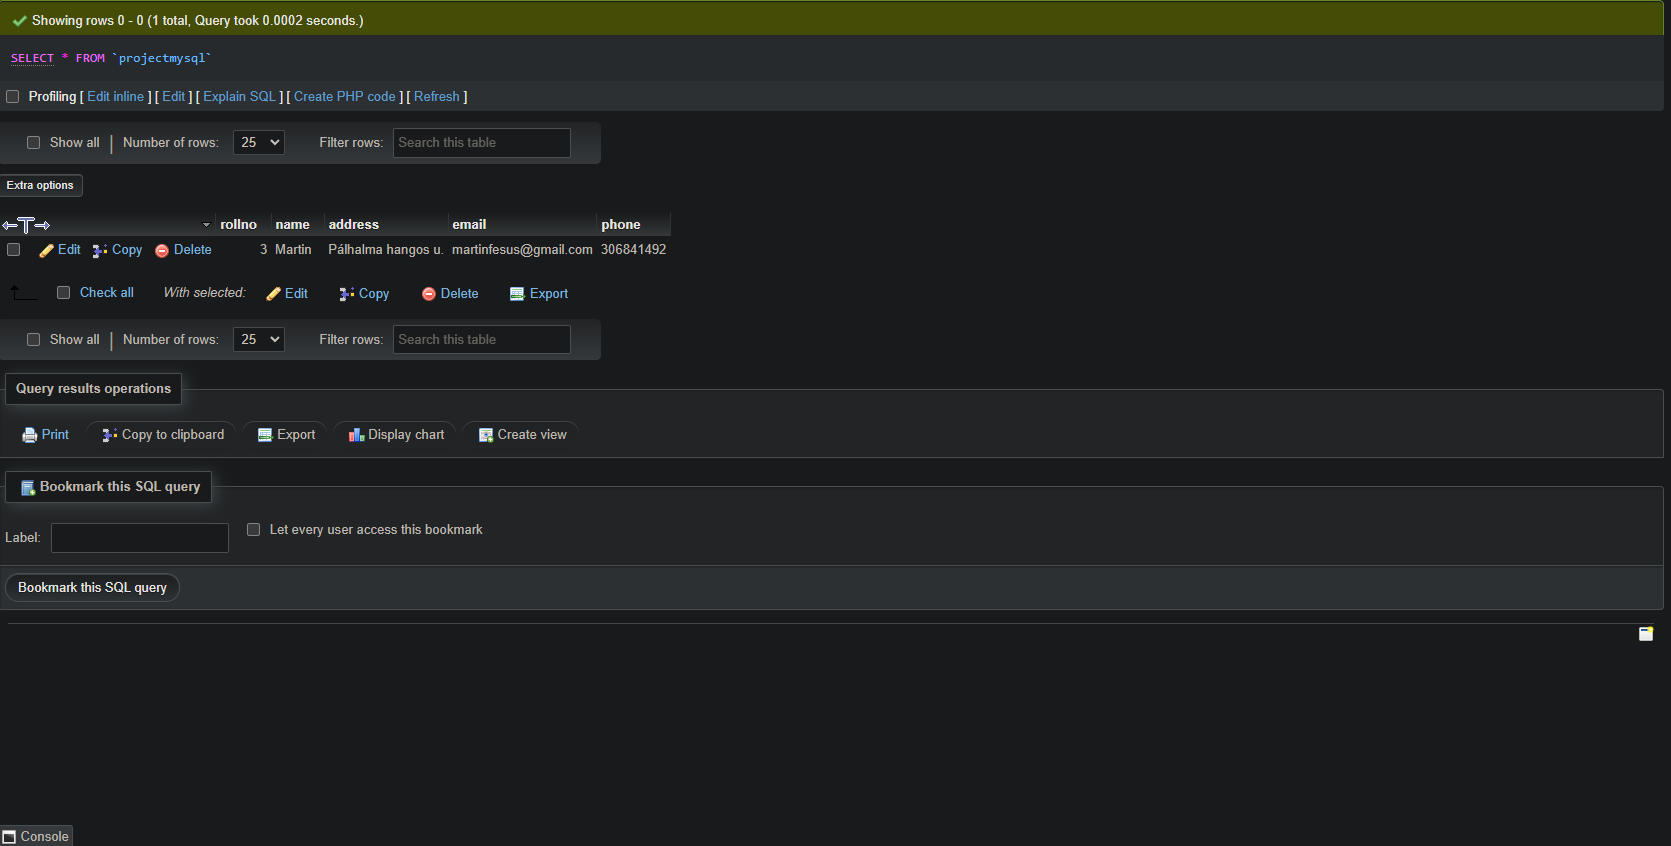 Showing rows 0 - 0 (1 total, Query took 0.0002 seconds.)
SELECT * FROM `projectmysql`
Profiling [ Edit inline ] [ Edit ] [ Explain SQL ] [ Create PHP code ] [ Refresh ]
Show all | Number of rows: 25 Filter rows: Search this table
Extra options
←T→ rollno name address email phone
Edit Copy Delete 3 Martin Pálhalma hangos u. martinfesus@gmail.com 306841492
Check all With selected: Edit Copy Delete Export
Show all | Number of rows: 25 Filter rows: Search this table
Query results operations
Print Copy to clipboard Export Display chart Create view
Bookmark this SQL query
Label: Let every user access this bookmark
Bookmark this SQL query
Console